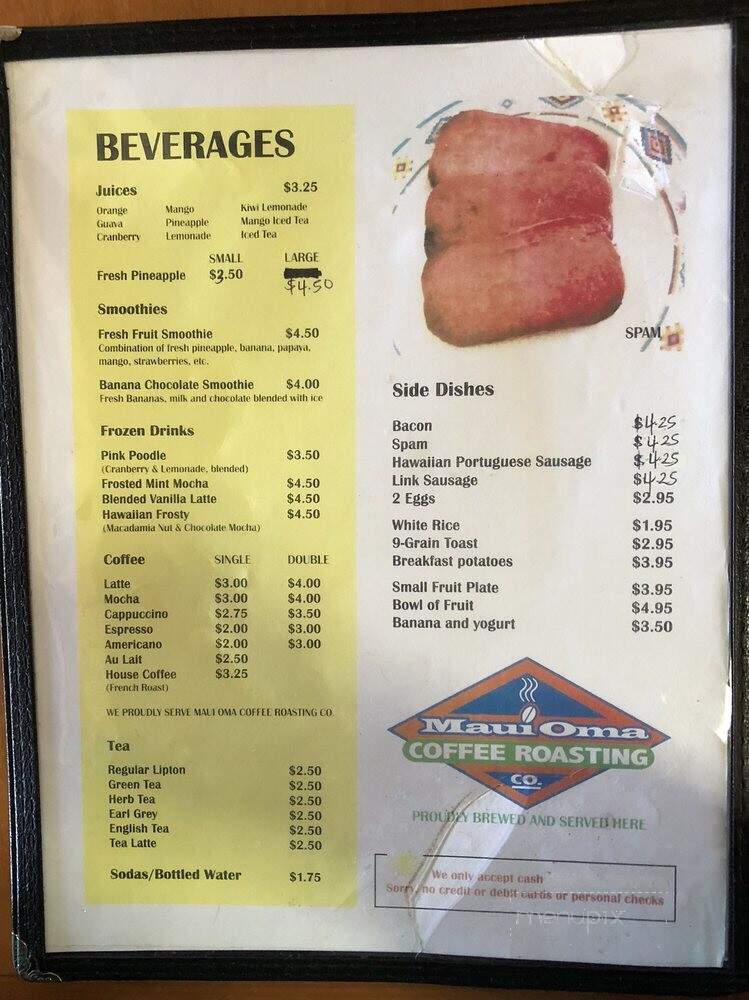 BEVERAGES
Juices $3.25
Orange Mango Kiwi Lemonade
Guava Pineapple Mango Iced Tea
Cranberry Lemonade Iced Tea
SMALL LARGE
Fresh Pineapple $3.50 $4.50
Smoothies
Fresh Fruit Smoothie $4.50
Combination of fresh pineapple, banana, papaya,
mango, strawberries, etc.
Banana Chocolate Smoothie $4.00
Fresh Bananas, milk and chocolate blended with ice
Frozen Drinks
Pink Poodle $3.50
(Cranberry & Lemonade, blended)
Frosted Mint Mocha $4.50
Blended Vanilla Latte $4.50
Hawaiian Frosty $4.50
(Macadamia Nut & Chocolate Mocha)
Coffee SINGLE DOUBLE
Latte $3.00 $4.00
Mocha $3.00 $4.00
Cappuccino $2.75 $3.50
Espresso $2.00 $3.00
Americano $2.00 $3.00
Au Lait $2.50
House Coffee $3.25
(French Roast)
WE PROUDLY SERVE MAUI OMA COFFEE ROASTING CO.
Tea
Regular Lipton $2.50
Green Tea $2.50
Herb Tea $2.50
Earl Grey $2.50
English Tea $2.50
Tea Latte $2.50
Sodas/Bottled Water $1.75
SPAM
Side Dishes
Bacon $4.25
Spam $4.25
Hawaiian Portuguese Sausage $4.25
Link Sausage $4.25
2 Eggs $2.95
White Rice $1.95
9-Grain Toast $2.95
Breakfast potatoes $3.95
Small Fruit Plate $3.95
Bowl of Fruit $4.95
Banana and yogurt $3.50
Maui Oma
COFFEE ROASTING
CO.
PROUDLY BREWED AND SERVED HERE
We only accept cash
Sorry, no credit or debit cards or personal checks
menupix